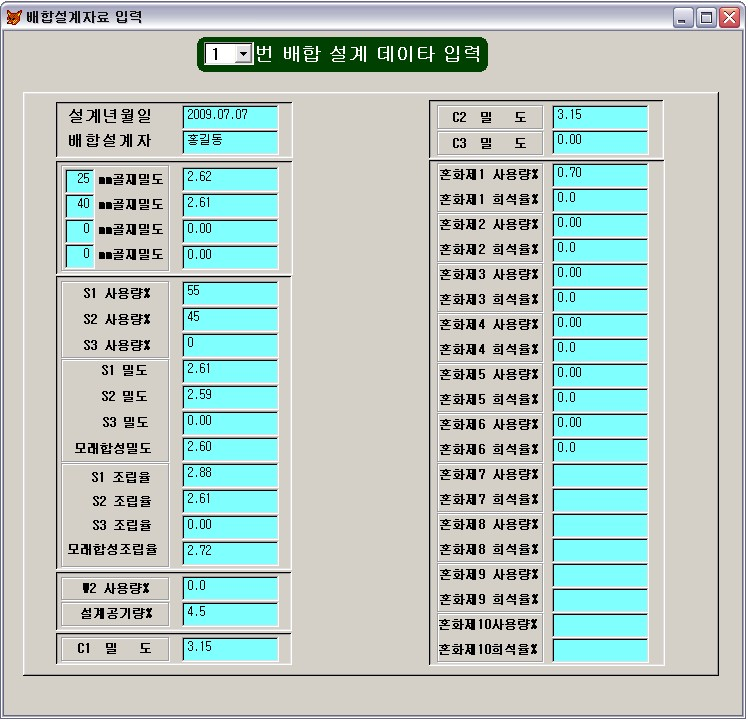 배합설계자료 입력
1 번 배합 설계 데이타 입력
설계년월일 2009.07.07
배합설계자 홍길동
25 mm골재밀도 2.62
40 mm골재밀도 2.61
0 mm골재밀도 0.00
0 mm골재밀도 0.00
S1 사용량% 55
S2 사용량% 45
S3 사용량% 0
S1 밀도 2.61
S2 밀도 2.59
S3 밀도 0.00
모래합성밀도 2.60
S1 조립율 2.88
S2 조립율 2.61
S3 조립율 0.00
모래합성조립율 2.72
W2 사용량% 0.0
설계공기량% 4.5
C1 밀 도 3.15
C2 밀 도 3.15
C3 밀 도 0.00
혼화제1 사용량% 0.70
혼화제1 희석율% 0.0
혼화제2 사용량% 0.00
혼화제2 희석율% 0.0
혼화제3 사용량% 0.00
혼화제3 희석율% 0.0
혼화제4 사용량% 0.00
혼화제4 희석율% 0.0
혼화제5 사용량% 0.00
혼화제5 희석율% 0.0
혼화제6 사용량% 0.00
혼화제6 희석율% 0.0
혼화제7 사용량%
혼화제7 희석율%
혼화제8 사용량%
혼화제8 희석율%
혼화제9 사용량%
혼화제9 희석율%
혼화제10사용량%
혼화제10희석율%